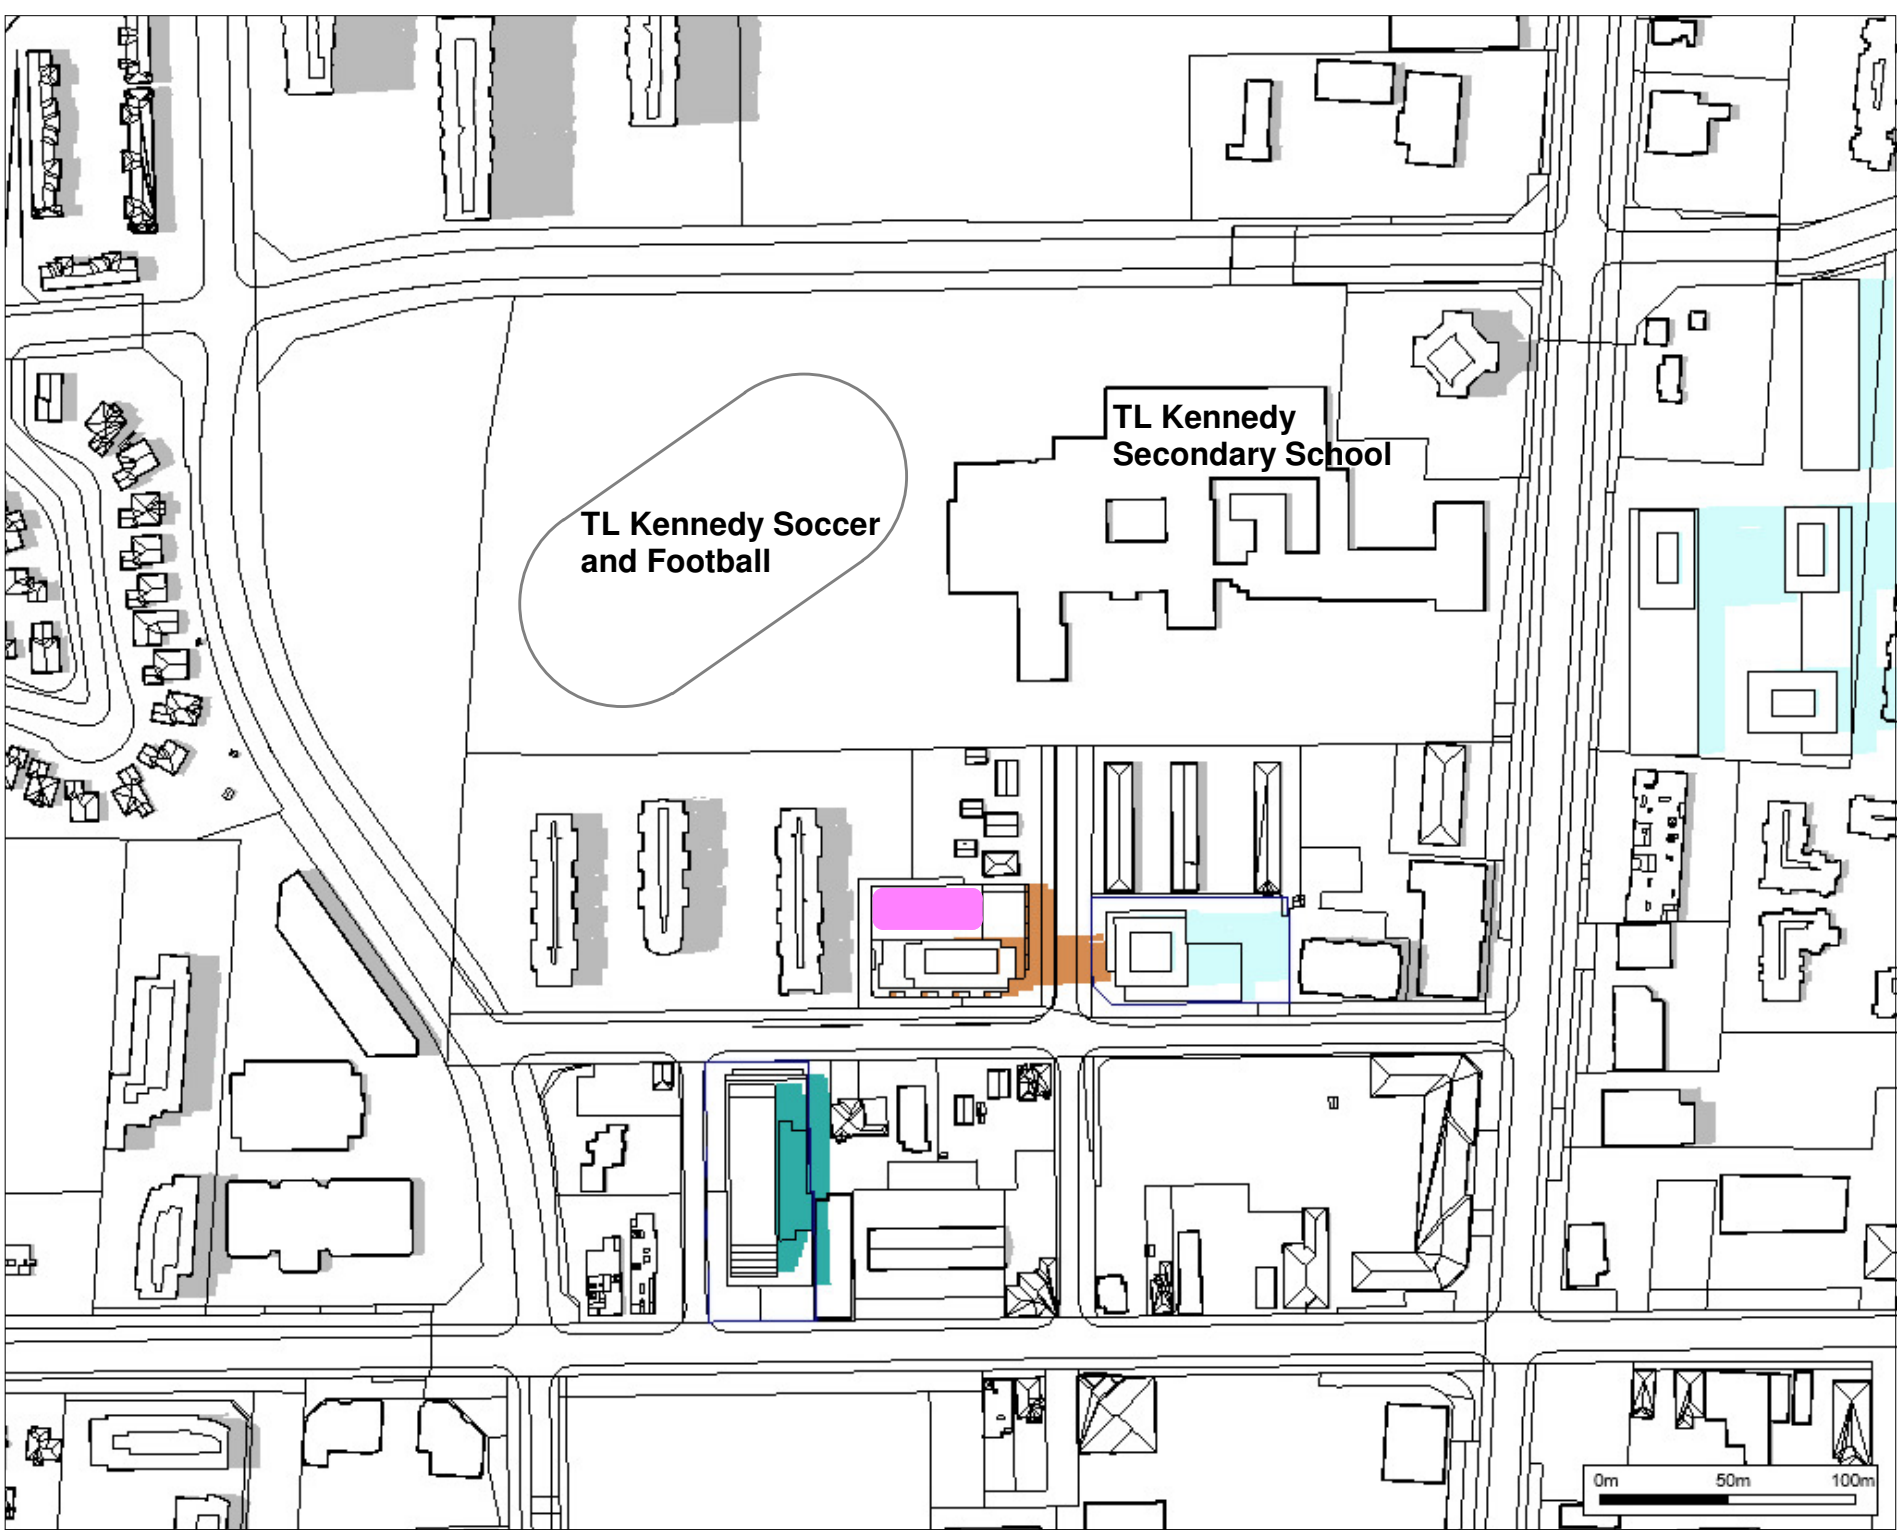 TL Kennedy
Secondary School
TL Kennedy Soccer
and Football
0m 50m 100m